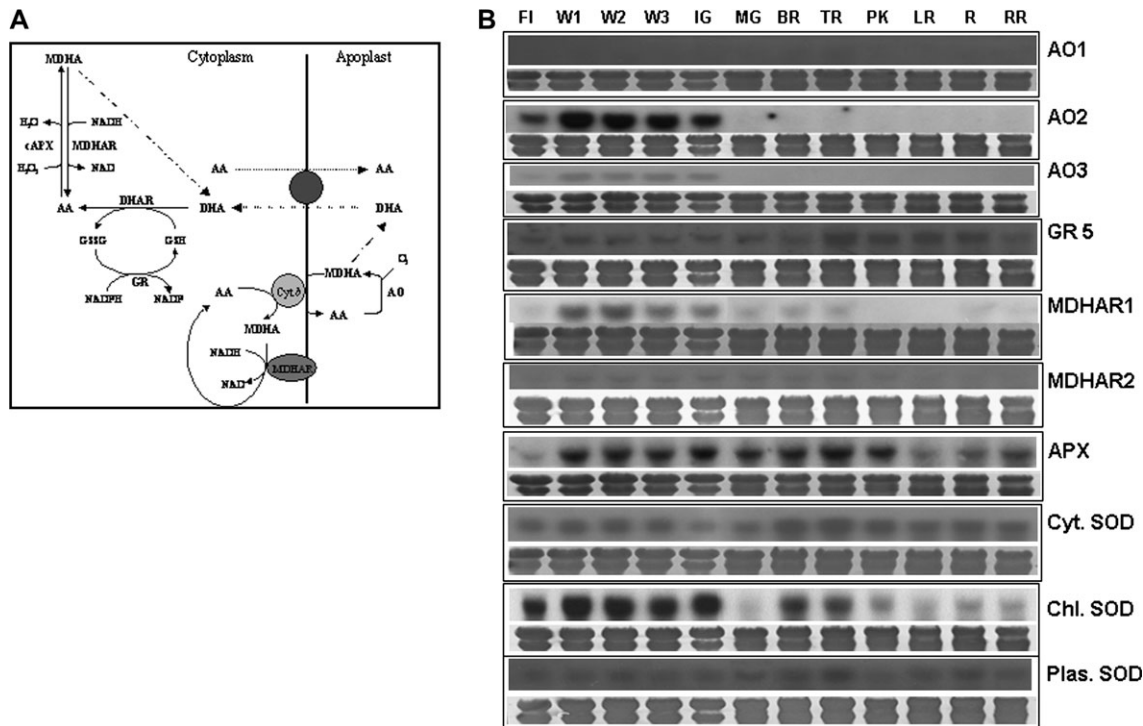 A
Cytoplasm Apoplast
MDHA
H₂O NADH
cAPX MDHAR
H₂O₂ NAD
AA AA
DHAR
AA DHA DHA
GSSG GSH
MDHA
GR
NADPH NADP
AA Cyt b AO
AA
MDHA
NADH
MDHAR
NAD
B
FI W1 W2 W3 IG MG BR TR PK LR R RR
AO1
AO2
AO3
GR 5
MDHAR1
MDHAR2
APX
Cyt. SOD
Chl. SOD
Plas. SOD